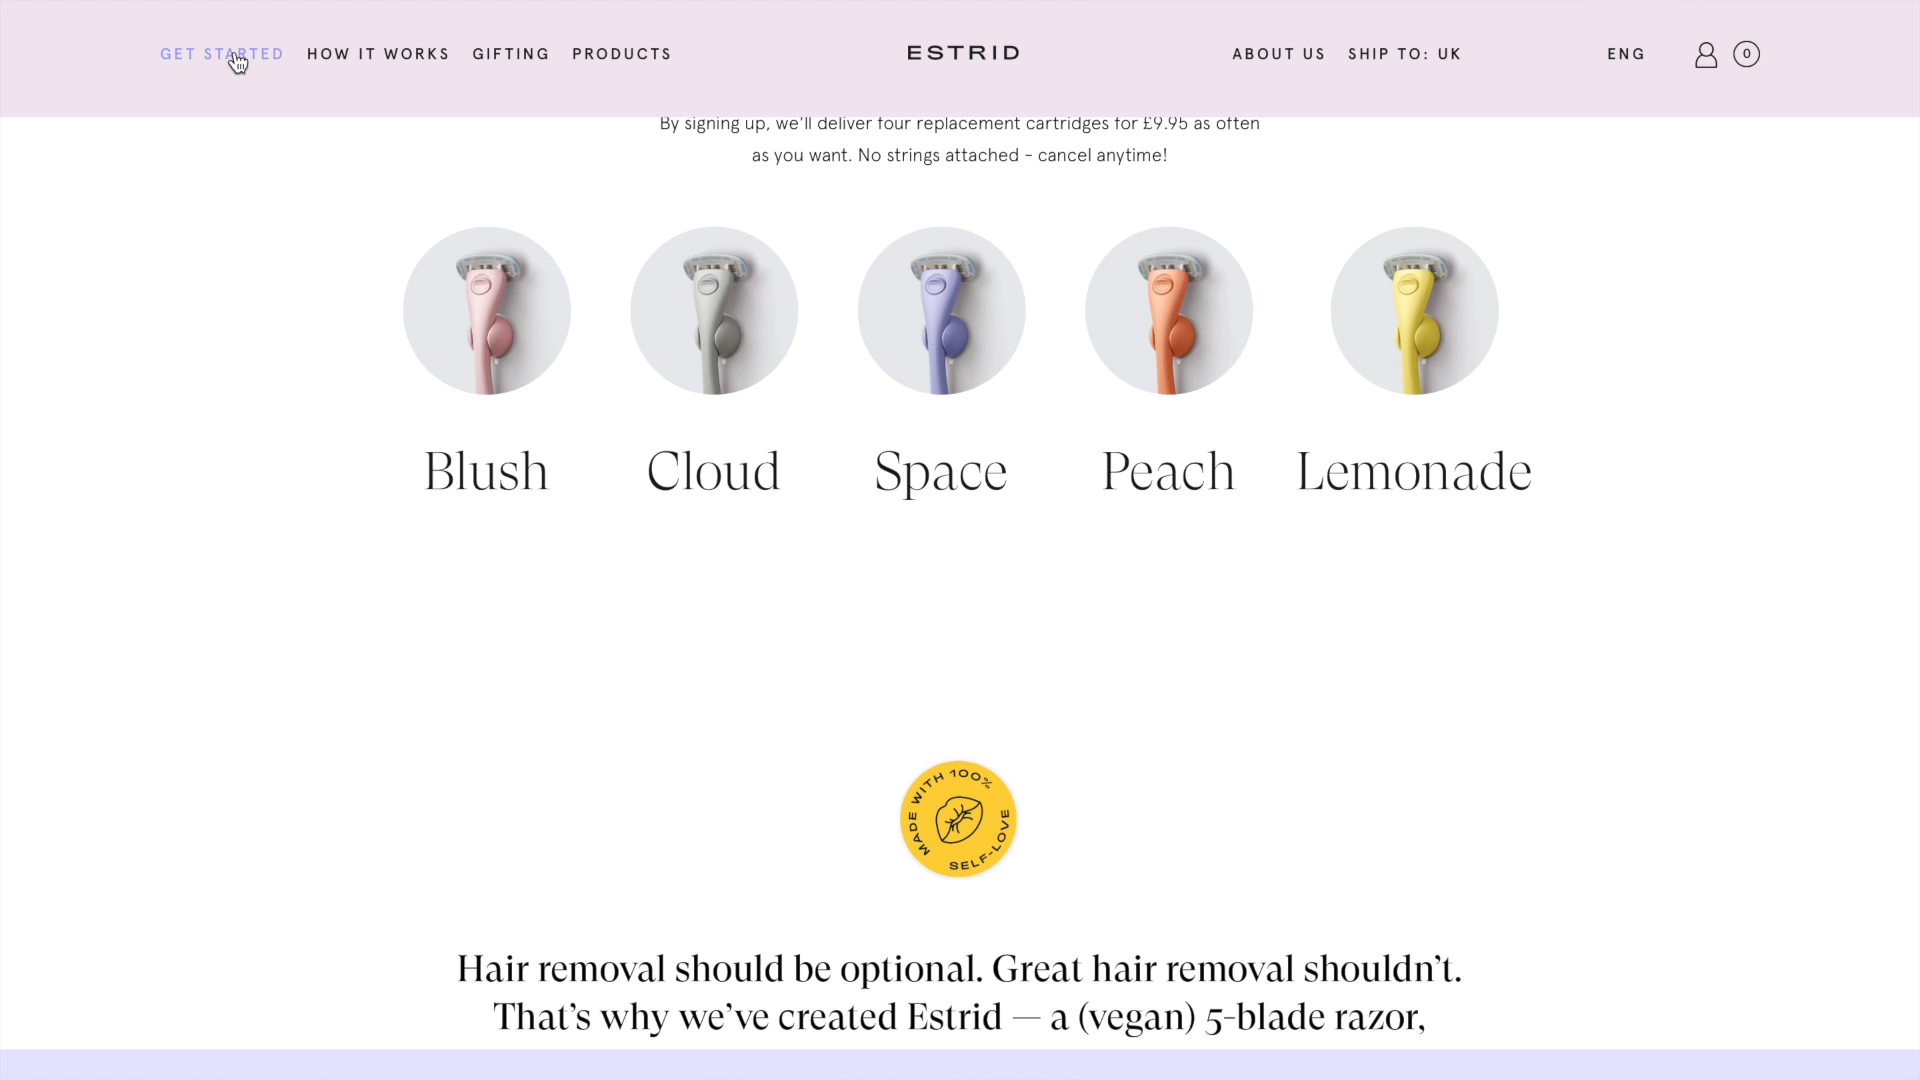 GET STARTED HOW IT WORKS GIFTING PRODUCTS ESTRID ABOUT US SHIP TO: UK ENG 0
By signing up, we'll deliver four replacement cartridges for £9.95 as often
as you want. No strings attached - cancel anytime!
Blush Cloud Space Peach Lemonade
MADE WITH 100% SELF-LOVE
Hair removal should be optional. Great hair removal shouldn’t.
That’s why we’ve created Estrid — a (vegan) 5-blade razor,